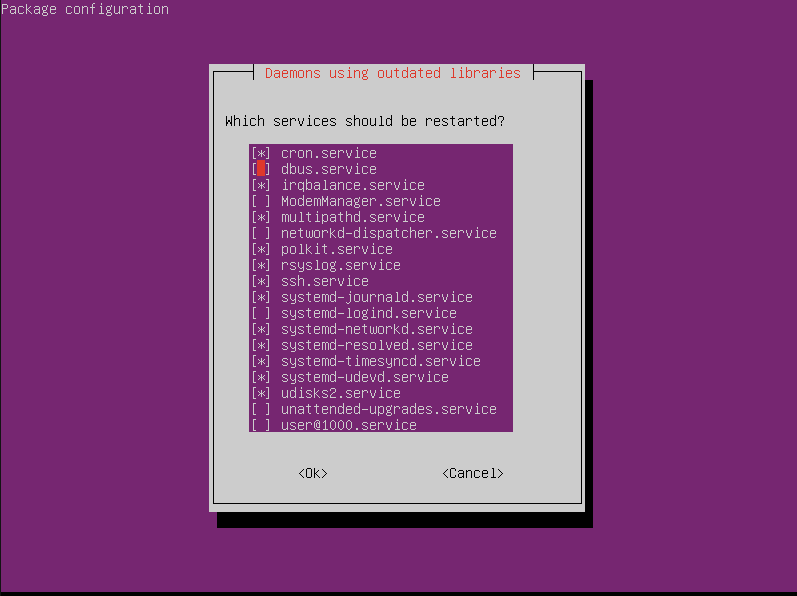 Package configuration
Daemons using outdated libraries
Which services should be restarted?
[*] cron.service
[ ] dbus.service
[*] irqbalance.service
[ ] ModemManager.service
[*] multipathd.service
[ ] networkd-dispatcher.service
[*] polkit.service
[*] rsyslog.service
[*] ssh.service
[*] systemd-journald.service
[ ] systemd-logind.service
[*] systemd-networkd.service
[*] systemd-resolved.service
[*] systemd-timesyncd.service
[*] systemd-udevd.service
[*] udisks2.service
[ ] unattended-upgrades.service
[ ] user@1000.service
<Ok> <Cancel>